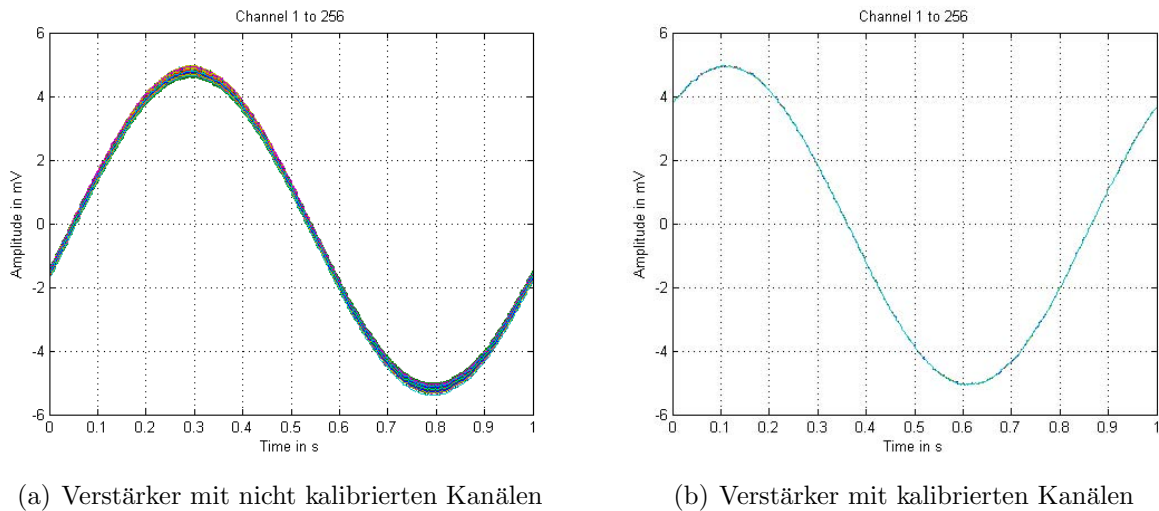 Channel 1 to 256
6
4
2
0
-2
-4
-6
Amplitude in mV
0 0.1 0.2 0.3 0.4 0.5 0.6 0.7 0.8 0.9 1
Time in s
(a) Verstärker mit nicht kalibrierten Kanälen
Channel 1 to 256
6
4
2
0
-2
-4
-6
Amplitude in mV
0 0.1 0.2 0.3 0.4 0.5 0.6 0.7 0.8 0.9 1
Time in s
(b) Verstärker mit kalibrierten Kanälen